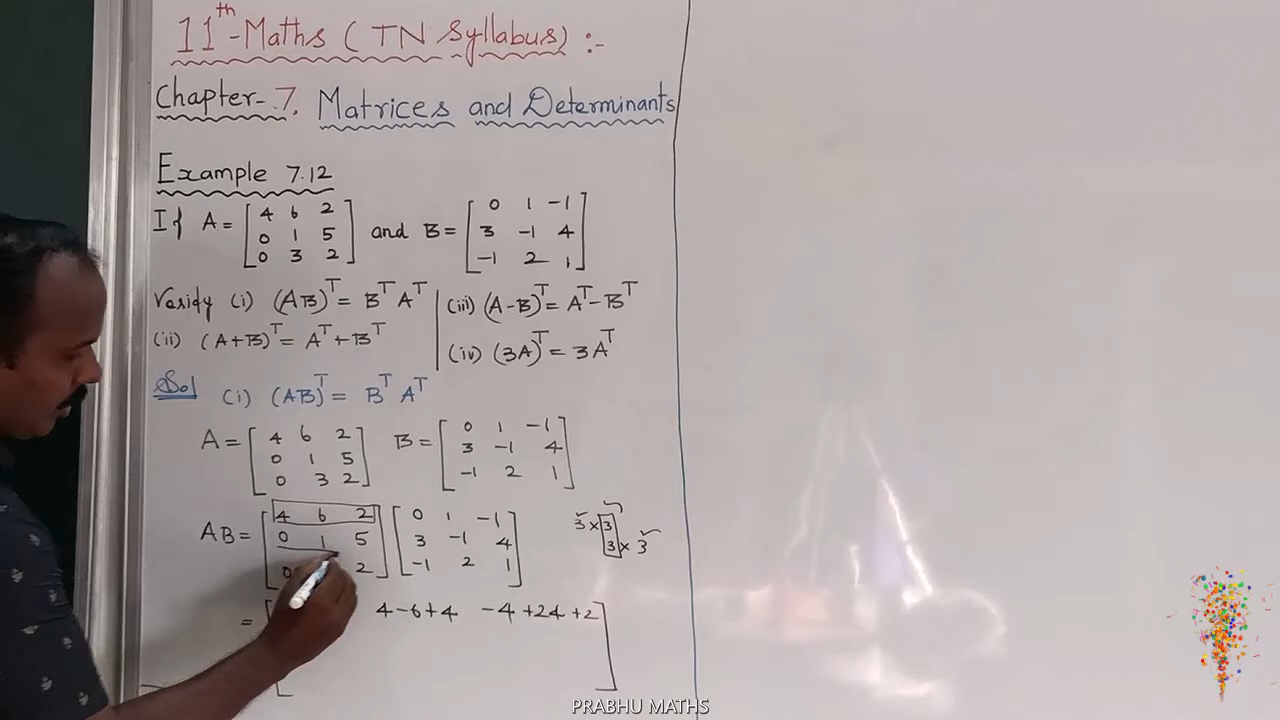 11th-Maths (TN Syllabus) :-
Chapter-7. Matrices and Determinants
Example 7.12
If A = [4 6 2
0 1 5
0 3 2] and B = [0 1 -1
3 -1 4
-1 2 1]
Verify (i) (AB)^T = B^T A^T
(ii) (A+B)^T = A^T + B^T
(iii) (A-B)^T = A^T - B^T
(iv) (3A)^T = 3A^T
Sol (i) (AB)^T = B^T A^T
A = [4 6 2
0 1 5
0 3 2] B = [0 1 -1
3 -1 4
-1 2 1]
AB = [4 6 2
0 1 5
0 2] [0 1 -1
3 -1 4
-1 2 1]
3 × 3
3 × 3
= [ 4-6+4 -4+24+2 ]
PRABHU MATHS